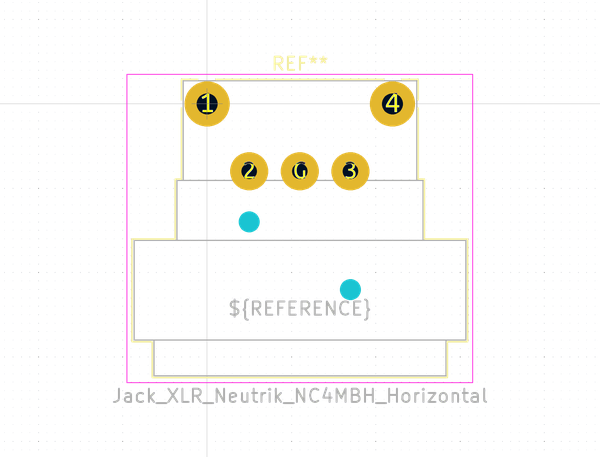 REF**
1 4
2 G 3
${REFERENCE}
Jack_XLR_Neutrik_NC4MBH_Horizontal